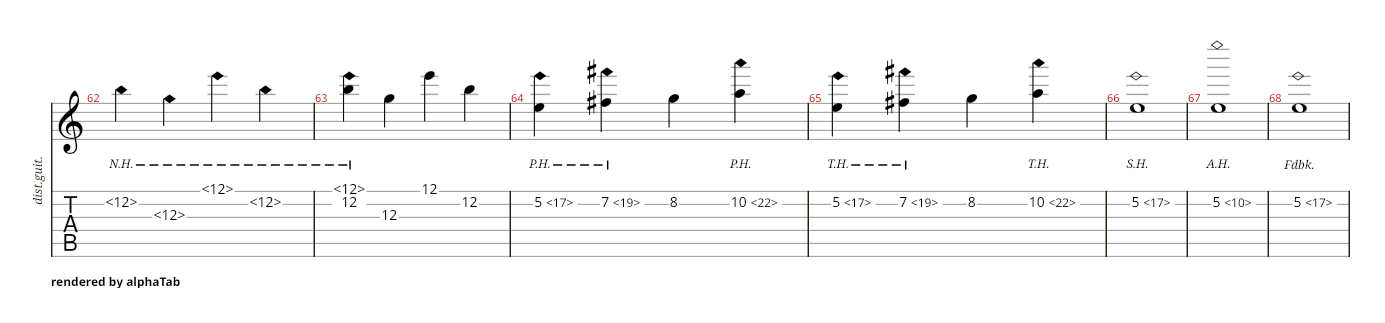 62 63 64 65 66 67 68
N.H. P.H. P.H. T.H. T.H. S.H. A.H. Fdbk.
dist.guit.
<12> <12> 12
<12> <12> 12 12 5 <17> 7 <19> 8 10 <22> 5 <17> 7 <19> 8 10 <22> 5 <17> 5 <10> 5 <17>
<12> 12
T
A
B
rendered by alphaTab